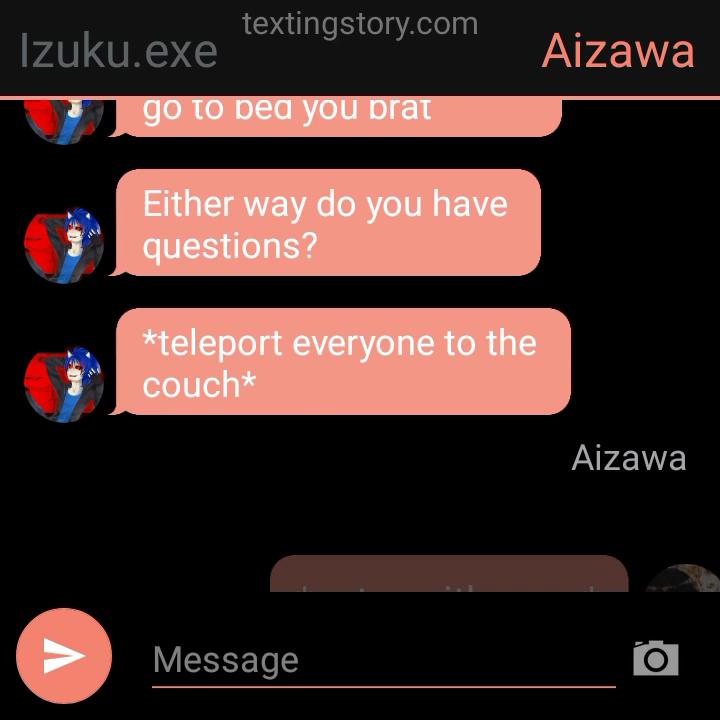 textingstory.com
Izuku.exe
Aizawa
go to bed you brat
Either way do you have
questions?
*teleport everyone to the
couch*
Aizawa
Message